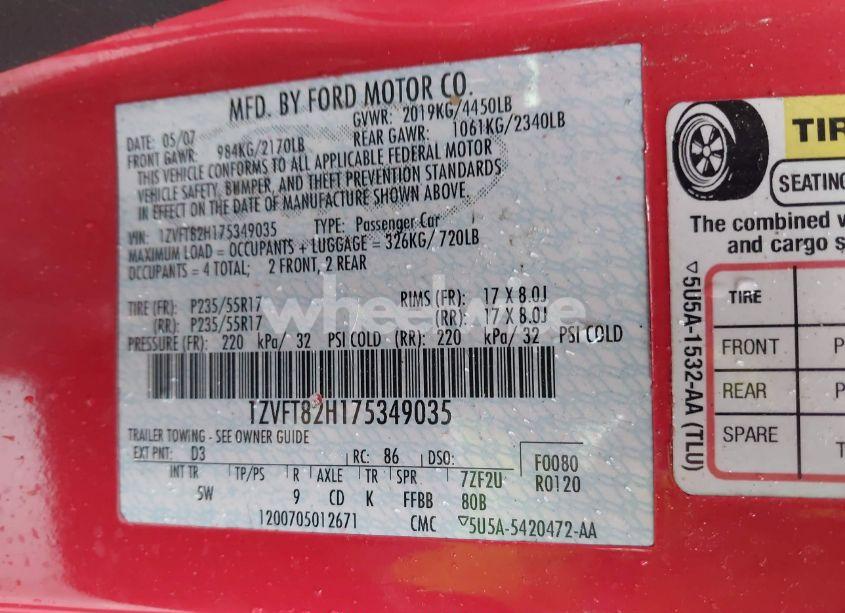 MFD. BY FORD MOTOR CO.
DATE: 05/07 GVWR: 2019KG/4450LB
FRONT GAWR: 984KG/2170LB REAR GAWR: 1061KG/2340LB
THIS VEHICLE CONFORMS TO ALL APPLICABLE FEDERAL MOTOR
VEHICLE SAFETY, BUMPER, AND THEFT PREVENTION STANDARDS
IN EFFECT ON THE DATE OF MANUFACTURE SHOWN ABOVE.
VIN: 1ZVFT82H175349035 TYPE: Passenger Car
MAXIMUM LOAD = OCCUPANTS + LUGGAGE = 326KG/720LB
OCCUPANTS = 4 TOTAL; 2 FRONT, 2 REAR
TIRE (FR): P235/55R17 RIMS (FR): 17 X 8.0J
(RR): P235/55R17 (RR): 17 X 8.0J
PRESSURE (FR): 220 kPa/ 32 PSI COLD (RR): 220 kPa/ 32 PSI COLD
1ZVFT82H175349035
TRAILER TOWING - SEE OWNER GUIDE
EXT PNT: D3 RC: 86 DSO: F0080
INT TR TP/PS R AXLE TR SPR 7ZF2U R0120
5W 9 CD K FFBB 80B
1200705012671 CMC ▽5U5A-5420472-AA
TIR
SEATING
The combined
and cargo s
▽5U5A-1532-AA (TLU)
TIRE
FRONT P
REAR P
SPARE T